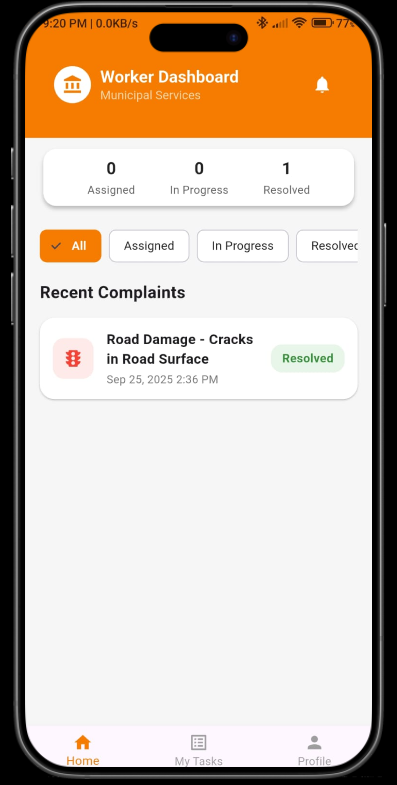 9:20 PM | 0.0KB/s 77
Worker Dashboard
Municipal Services
0 0 1
Assigned In Progress Resolved
All Assigned In Progress Resolved
Recent Complaints
Road Damage - Cracks
in Road Surface
Resolved
Sep 25, 2025 2:36 PM
Home My Tasks Profile